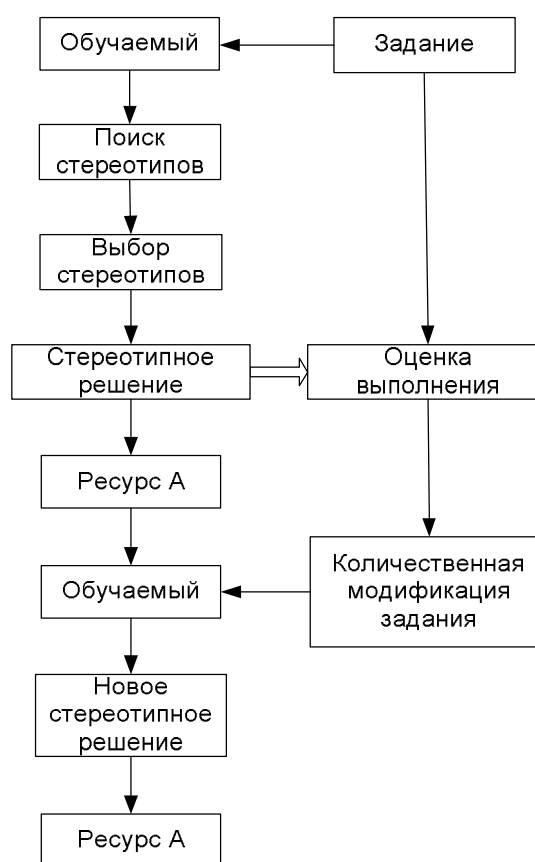 Обучаемый
Задание
Поиск
стереотипов
Выбор
стереотипов
Стереотипное
решение
Оценка
выполнения
Ресурс А
Количественная
модификация
задания
Обучаемый
Новое
стереотипное
решение
Ресурс А